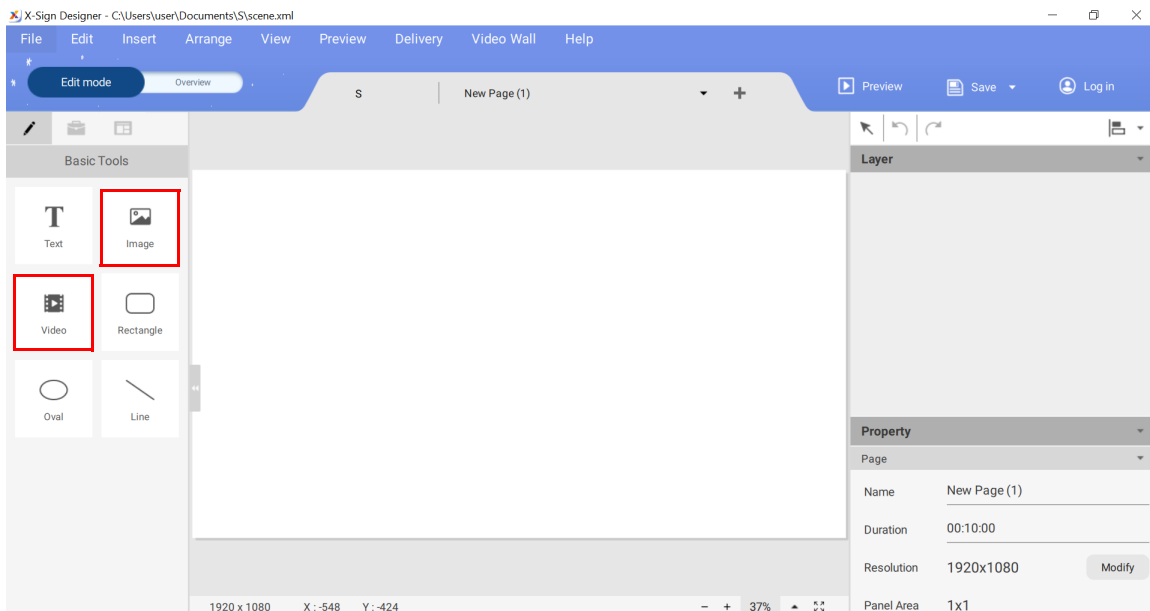 X-Sign Designer - C:\Users\user\Documents\S\scene.xml
File Edit Insert Arrange View Preview Delivery Video Wall Help
Edit mode Overview S New Page (1) Preview Save Log in
Basic Tools
Layer
T
Text Image
Video Rectangle
Oval Line
Property
Page
Name New Page (1)
Duration 00:10:00
Resolution 1920x1080 Modify
Panel Area 1x1
1920 x 1080 X : -548 Y : -424 37%